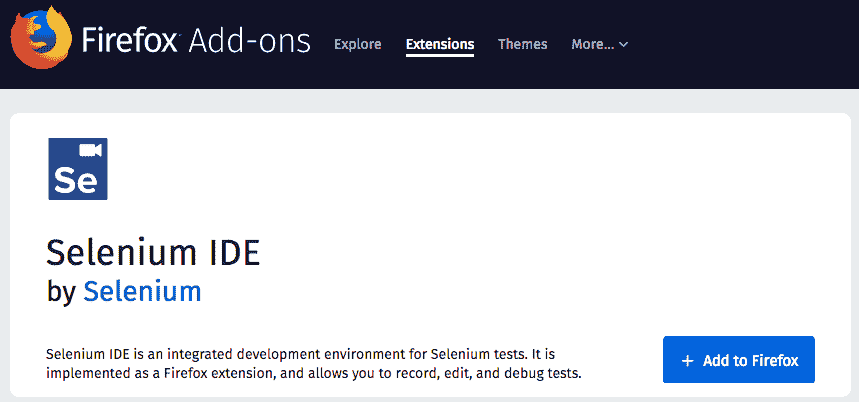 Firefox Add-ons Explore Extensions Themes More...
Se
Selenium IDE
by Selenium
Selenium IDE is an integrated development environment for Selenium tests. It is
implemented as a Firefox extension, and allows you to record, edit, and debug tests.
+ Add to Firefox